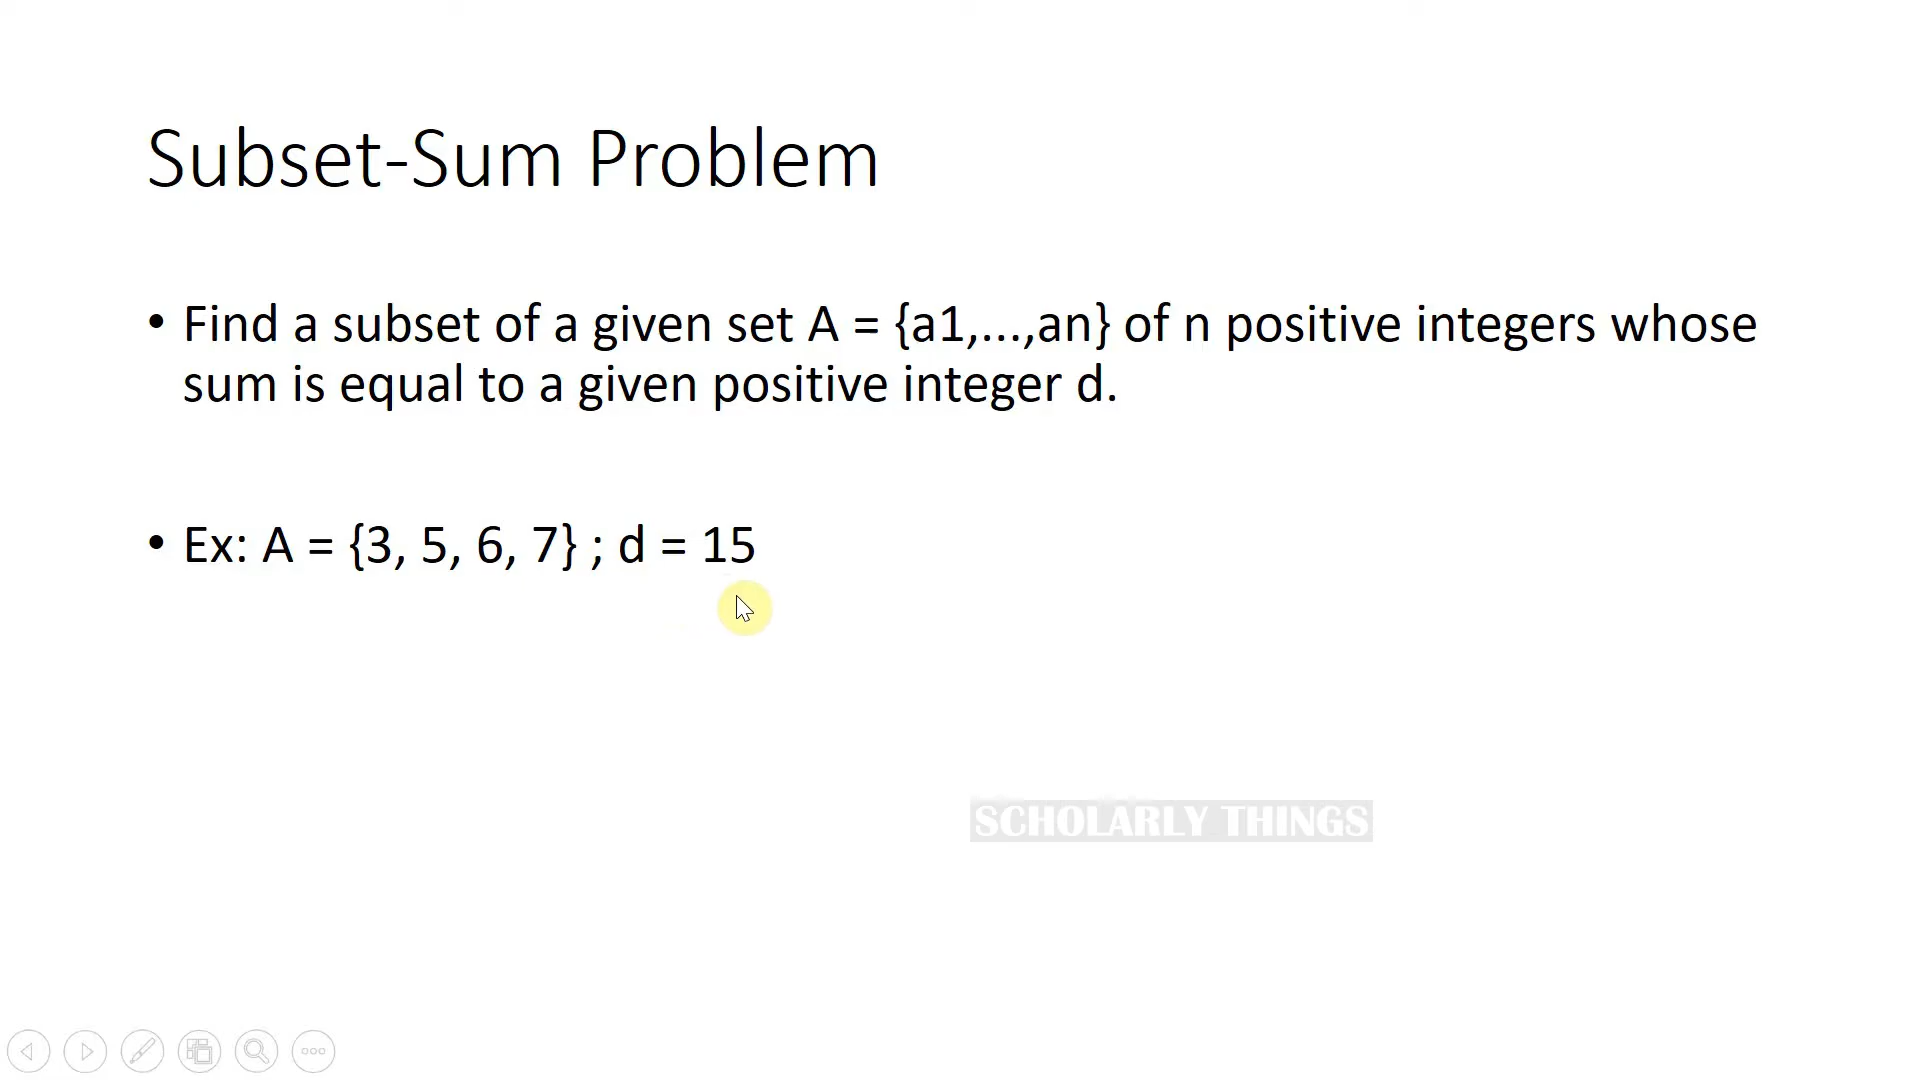 Subset-Sum Problem
• Find a subset of a given set A = {a1,...,an} of n positive integers whose
sum is equal to a given positive integer d.
• Ex: A = {3, 5, 6, 7} ; d = 15
SCHOLARLY THINGS